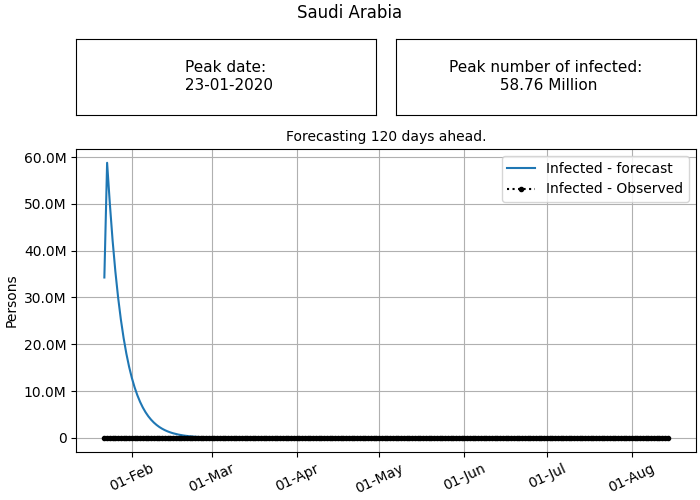 Saudi Arabia
Peak date:
23-01-2020
Peak number of infected:
58.76 Million
Forecasting 120 days ahead.
60.0M
50.0M
40.0M
30.0M
20.0M
10.0M
0
Persons
Infected - forecast
Infected - Observed
01-Feb
01-Mar
01-Apr
01-May
01-Jun
01-Jul
01-Aug